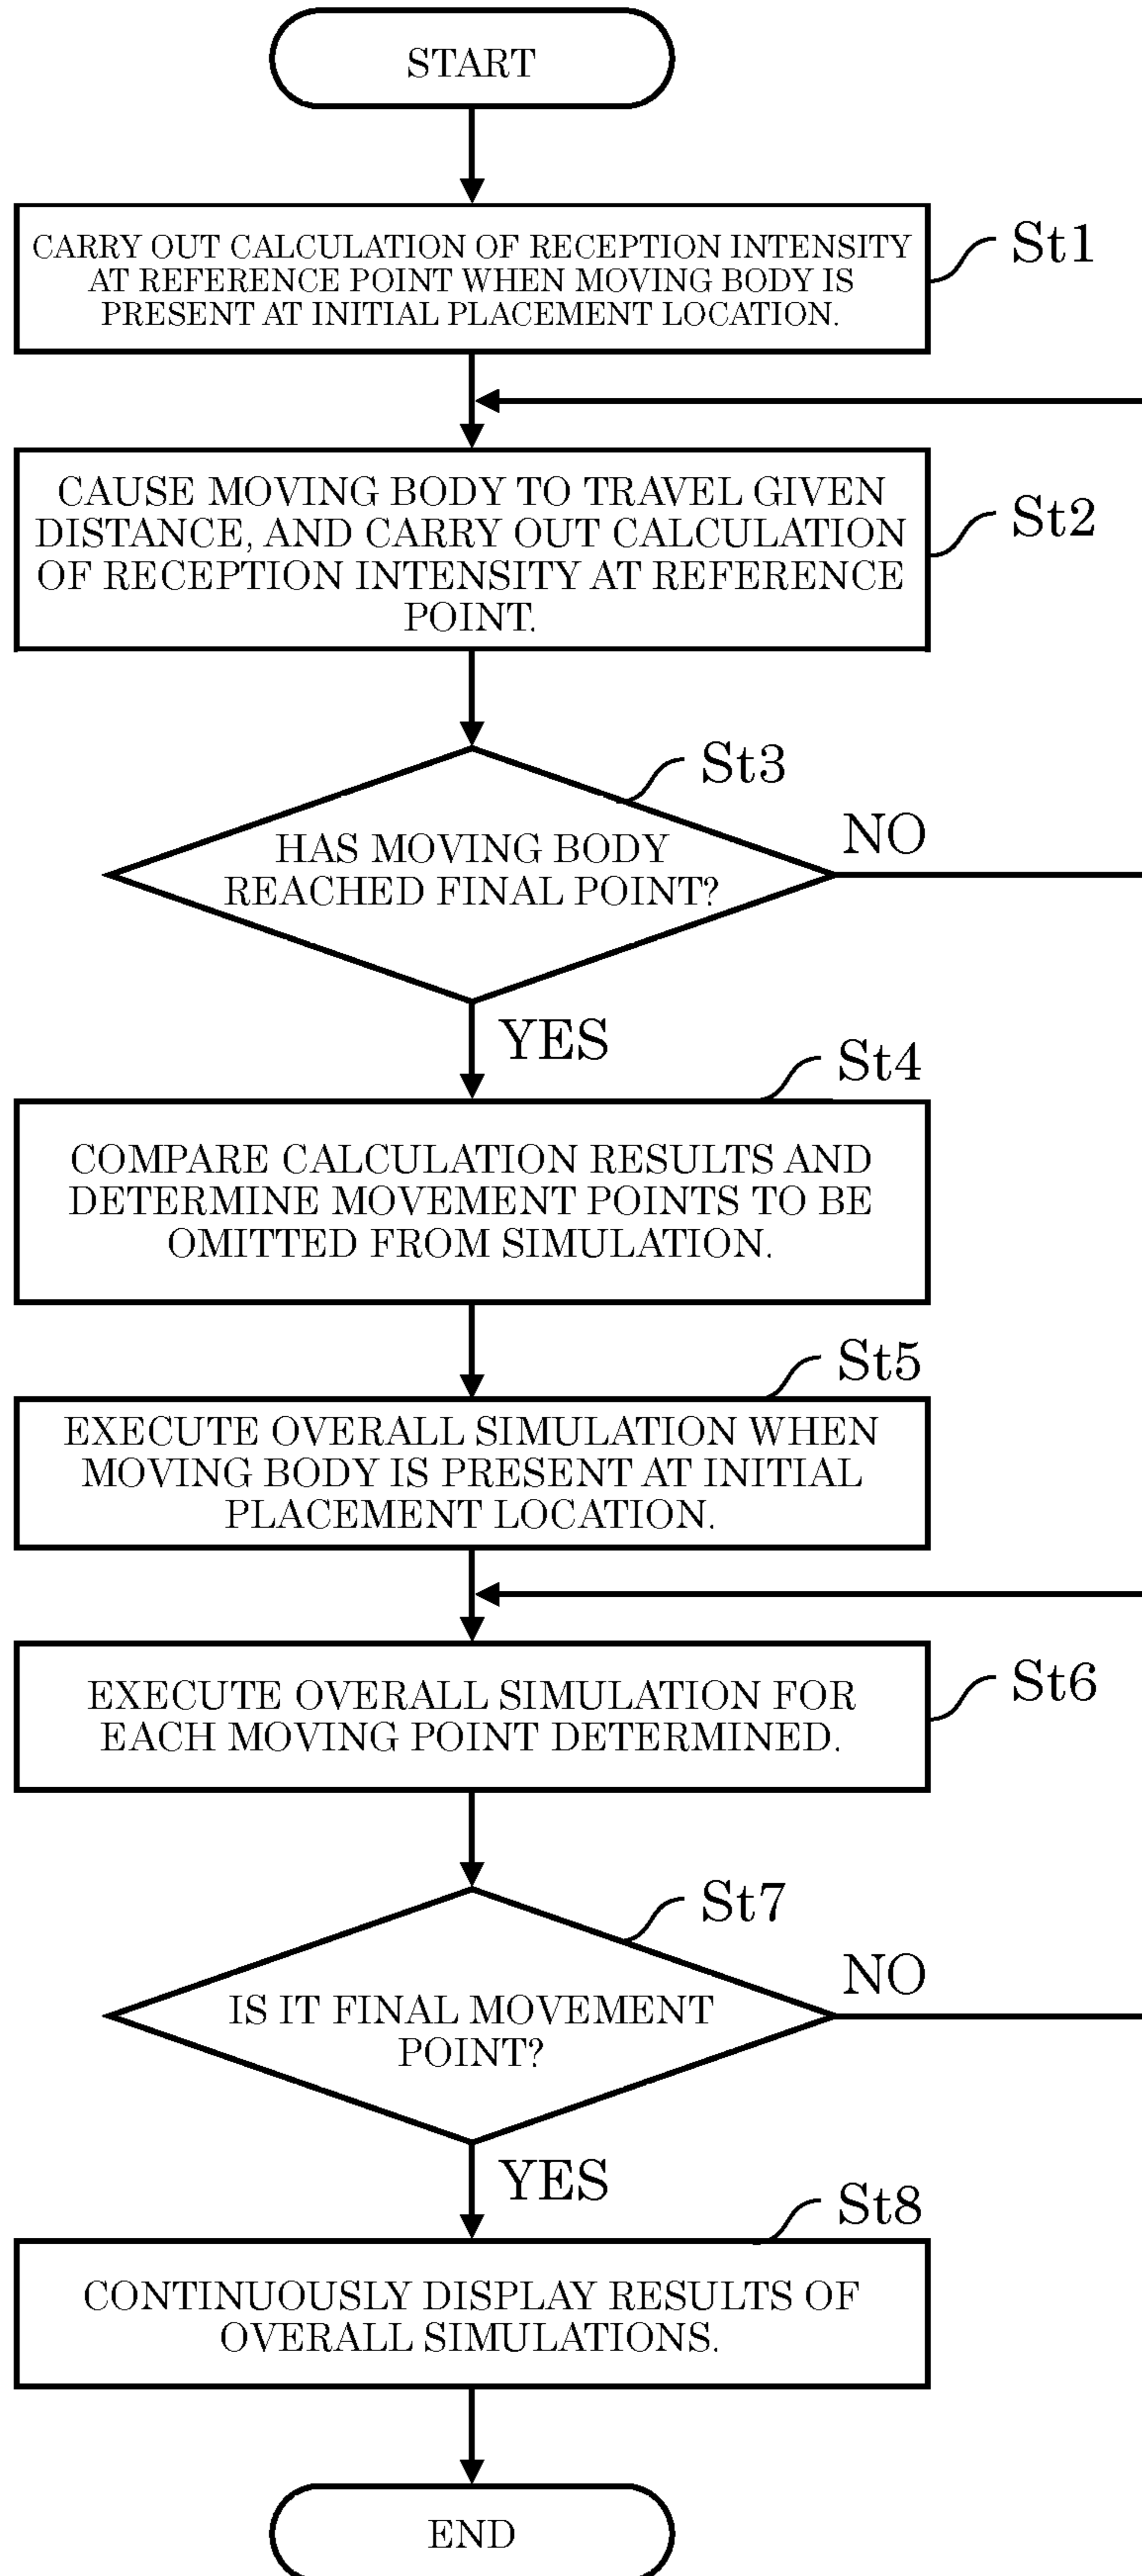 START
CARRY OUT CALCULATION OF RECEPTION INTENSITY
AT REFERENCE POINT WHEN MOVING BODY IS
PRESENT AT INITIAL PLACEMENT LOCATION.
St1
CAUSE MOVING BODY TO TRAVEL GIVEN
DISTANCE, AND CARRY OUT CALCULATION
OF RECEPTION INTENSITY AT REFERENCE
POINT.
St2
St3
HAS MOVING BODY
REACHED FINAL POINT?
NO
YES
St4
COMPARE CALCULATION RESULTS AND
DETERMINE MOVEMENT POINTS TO BE
OMITTED FROM SIMULATION.
St5
EXECUTE OVERALL SIMULATION WHEN
MOVING BODY IS PRESENT AT INITIAL
PLACEMENT LOCATION.
EXECUTE OVERALL SIMULATION FOR
EACH MOVING POINT DETERMINED.
St6
St7
IS IT FINAL MOVEMENT
POINT?
NO
YES
St8
CONTINUOUSLY DISPLAY RESULTS OF
OVERALL SIMULATIONS.
END